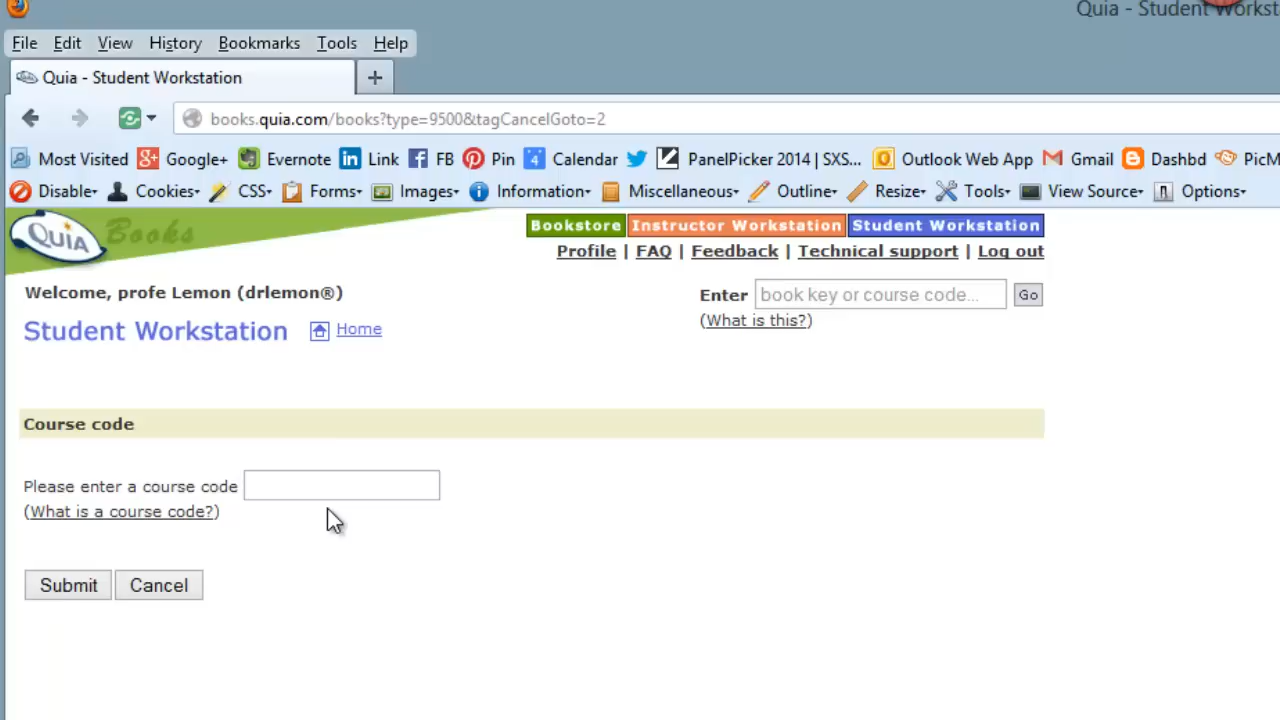 Quia - Student Workst
File Edit View History Bookmarks Tools Help
Quia - Student Workstation +
books.quia.com/books?type=9500&tagCancelGoto=2
Most Visited Google+ Evernote Link FB Pin 4 Calendar PanelPicker 2014 | SXS... Outlook Web App Gmail Dashbd PicM
Disable Cookies CSS Forms Images Information Miscellaneous Outline Resize Tools View Source Options
QUIA Books
Bookstore Instructor Workstation Student Workstation
Profile | FAQ | Feedback | Technical support | Log out
Welcome, profe Lemon (drlemon®)
Enter book key or course code... Go
(What is this?)
Student Workstation Home
Course code
Please enter a course code
(What is a course code?)
Submit Cancel